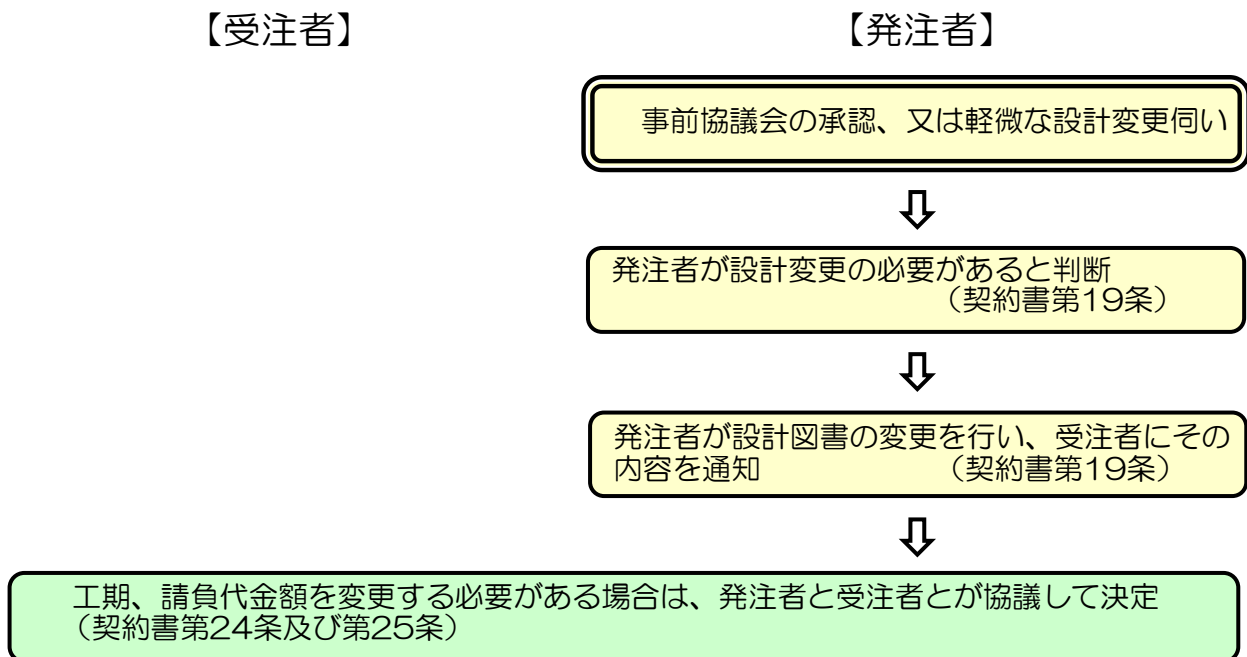 【受注者】
【発注者】
事前協議会の承認、又は軽微な設計変更伺い
発注者が設計変更の必要があると判断
（契約書第19条）
発注者が設計図書の変更を行い、受注者にその
内容を通知　　　　　（契約書第19条）
工期、請負代金額を変更する必要がある場合は、発注者と受注者とが協議して決定
（契約書第24条及び第25条）